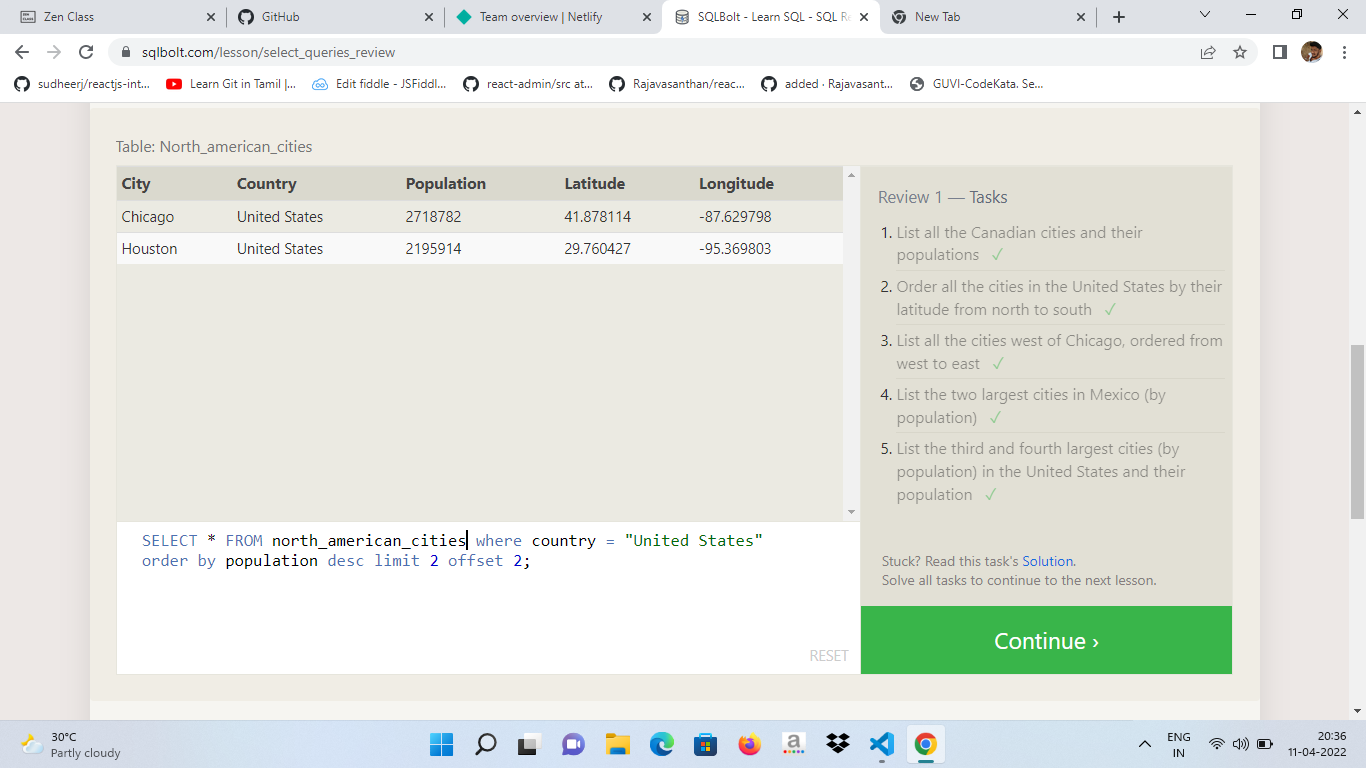 Zen Class
GitHub
Team overview | Netlify
SQLBolt - Learn SQL - SQL Re
New Tab
sqlbolt.com/lesson/select_queries_review
sudheerj/reactjs-int...
Learn Git in Tamil |...
Edit fiddle - JSFiddl...
react-admin/src at...
Rajavasanthan/reac...
added · Rajavasant...
GUVI-CodeKata. Se...
Table: North_american_cities
City Country Population Latitude Longitude
Chicago United States 2718782 41.878114 -87.629798
Houston United States 2195914 29.760427 -95.369803
SELECT * FROM north_american_cities where country = "United States"
order by population desc limit 2 offset 2;
RESET
Review 1 — Tasks
1. List all the Canadian cities and their
populations ✓
2. Order all the cities in the United States by their
latitude from north to south ✓
3. List all the cities west of Chicago, ordered from
west to east ✓
4. List the two largest cities in Mexico (by
population) ✓
5. List the third and fourth largest cities (by
population) in the United States and their
population ✓
Stuck? Read this task's Solution.
Solve all tasks to continue to the next lesson.
Continue ›
30°C
Partly cloudy
ENG
IN
20:36
11-04-2022